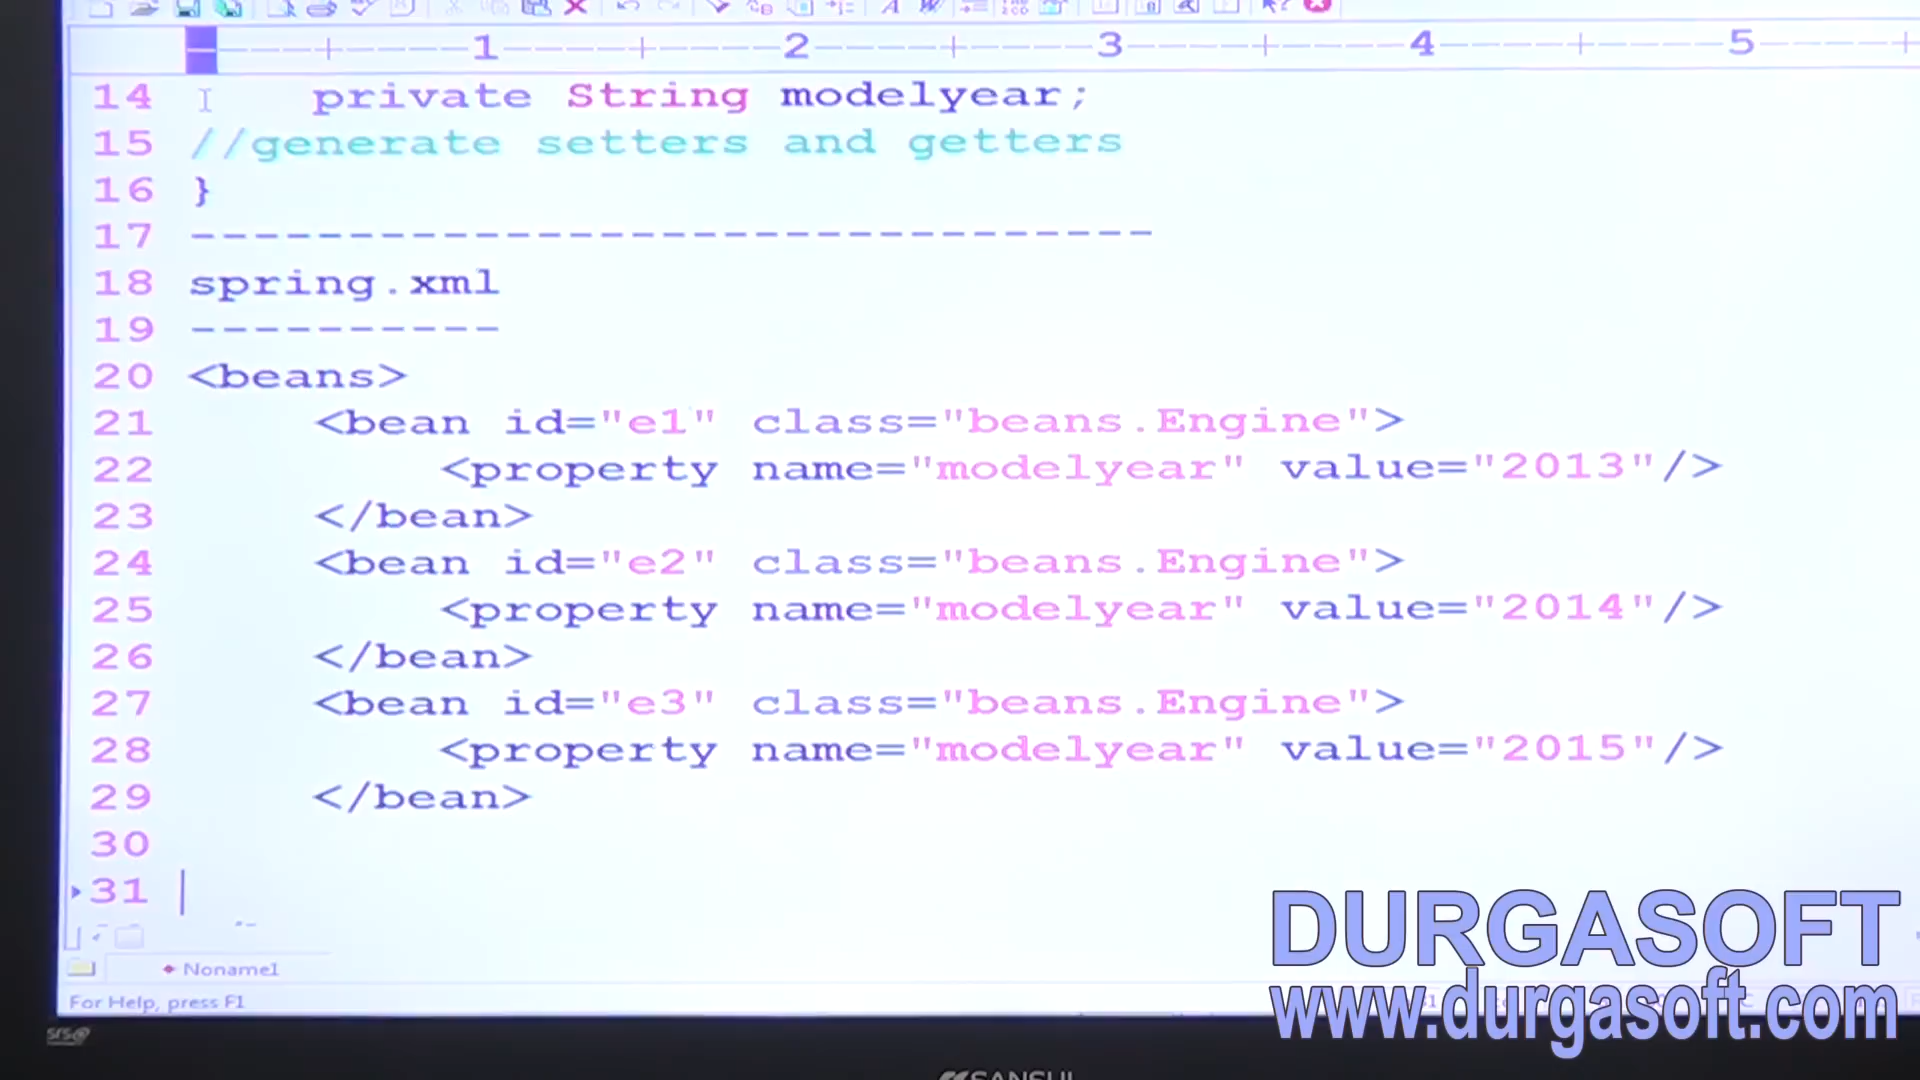 1 2 3 4 5
14 private String modelyear;
15 //generate setters and getters
16 }
17 -------------------------------
18 spring.xml
19 ----------
20 <beans>
21 <bean id="e1" class="beans.Engine">
22 <property name="modelyear" value="2013"/>
23 </bean>
24 <bean id="e2" class="beans.Engine">
25 <property name="modelyear" value="2014"/>
26 </bean>
27 <bean id="e3" class="beans.Engine">
28 <property name="modelyear" value="2015"/>
29 </bean>
30
31
Noname1
For Help, press F1
DURGASOFT
www.durgasoft.com
SANSUI